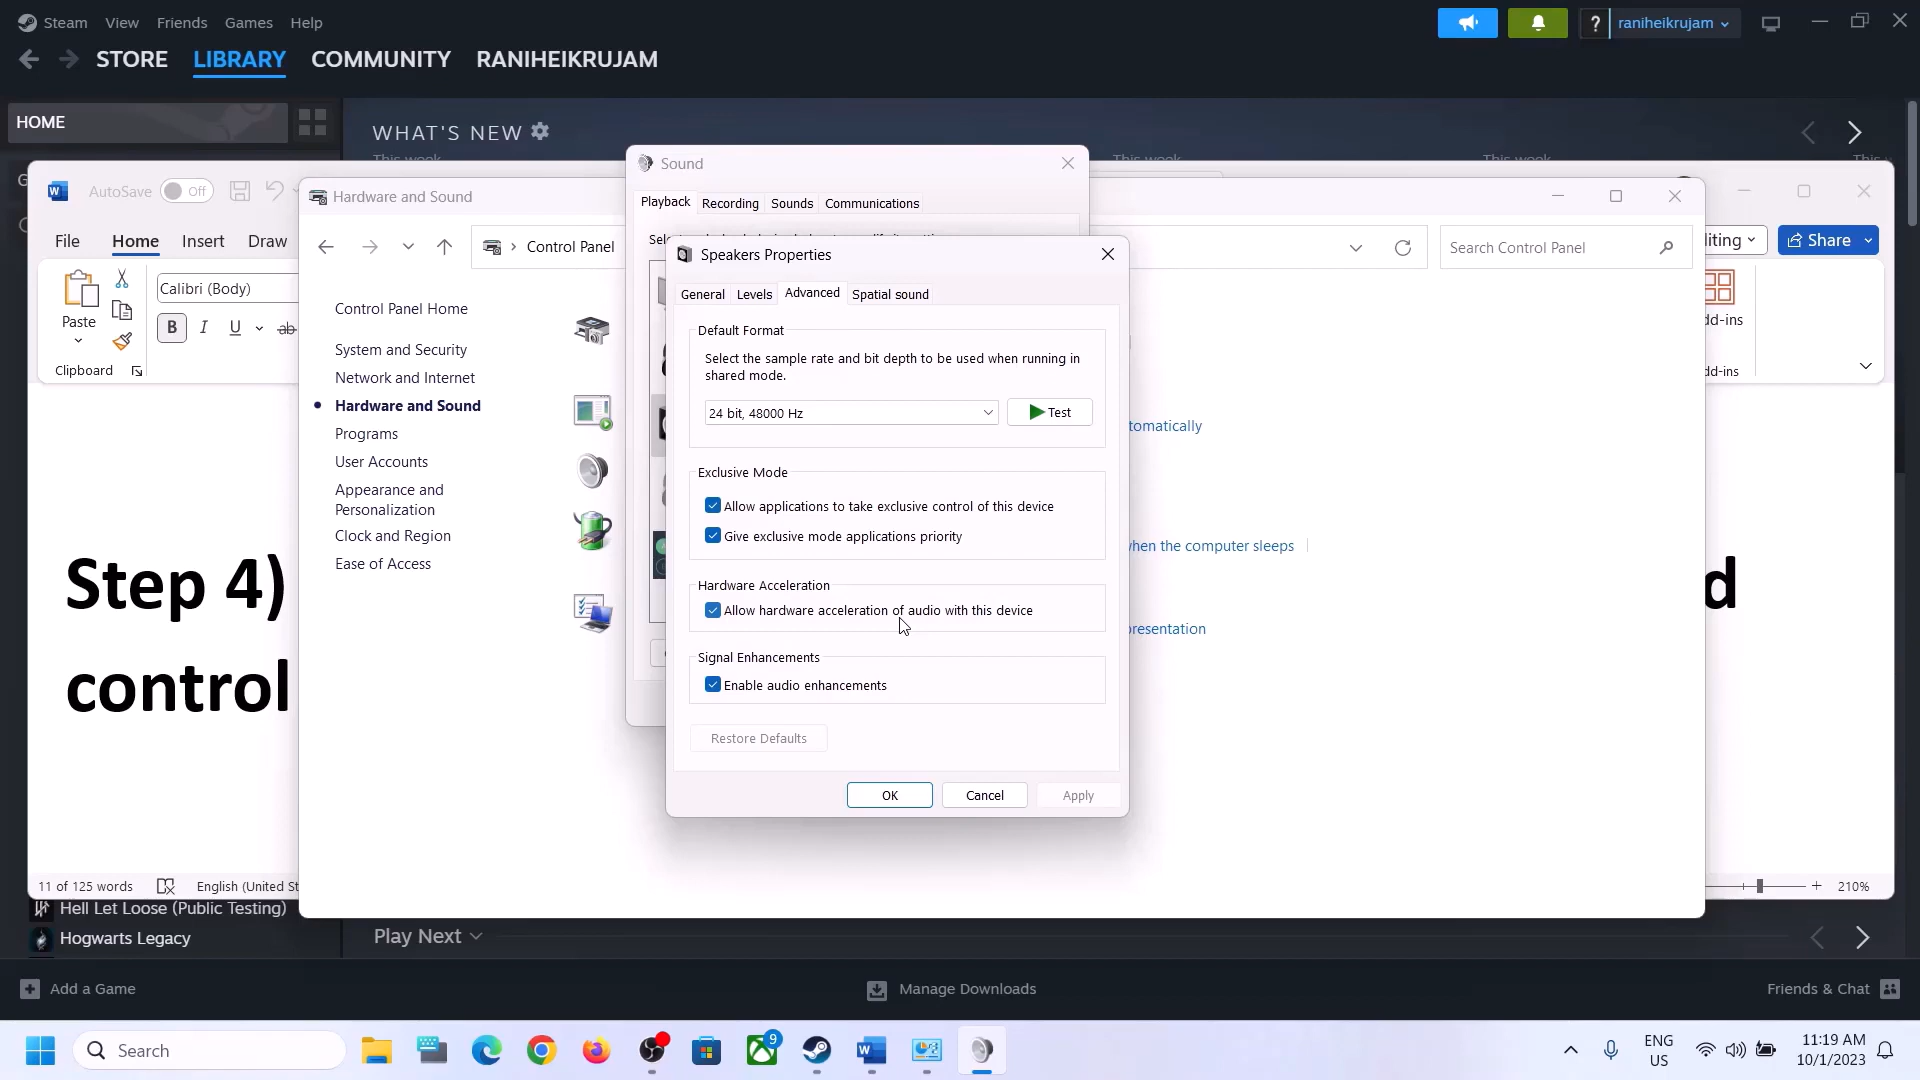 Steam View Friends Games Help
raniheikrujam
STORE LIBRARY COMMUNITY RANIHEIKRUJAM
HOME
WHAT'S NEW
AutoSave Off
File Home Insert Draw
Share
Calibri (Body)
Paste
B I U ab
Clipboard
Step 4)
control
11 of 125 words
210%
Hardware and Sound
Control Panel
Search Control Panel
Control Panel Home
System and Security
Network and Internet
Hardware and Sound
Programs
User Accounts
Appearance and
Personalization
Clock and Region
Ease of Access
when the computer sleeps
Sound
Playback Recording Sounds Communications
Speakers Properties
General Levels Advanced Spatial sound
Default Format
Select the sample rate and bit depth to be used when running in
shared mode.
24 bit, 48000 Hz
Test
Exclusive Mode
Allow applications to take exclusive control of this device
Give exclusive mode applications priority
Hardware Acceleration
Allow hardware acceleration of audio with this device
Signal Enhancements
Enable audio enhancements
Restore Defaults
OK Cancel Apply
Hell Let Loose (Public Testing)
Hogwarts Legacy
Play Next
Add a Game
Manage Downloads
Friends & Chat
Search
9
ENG
US
11:19 AM
10/1/2023